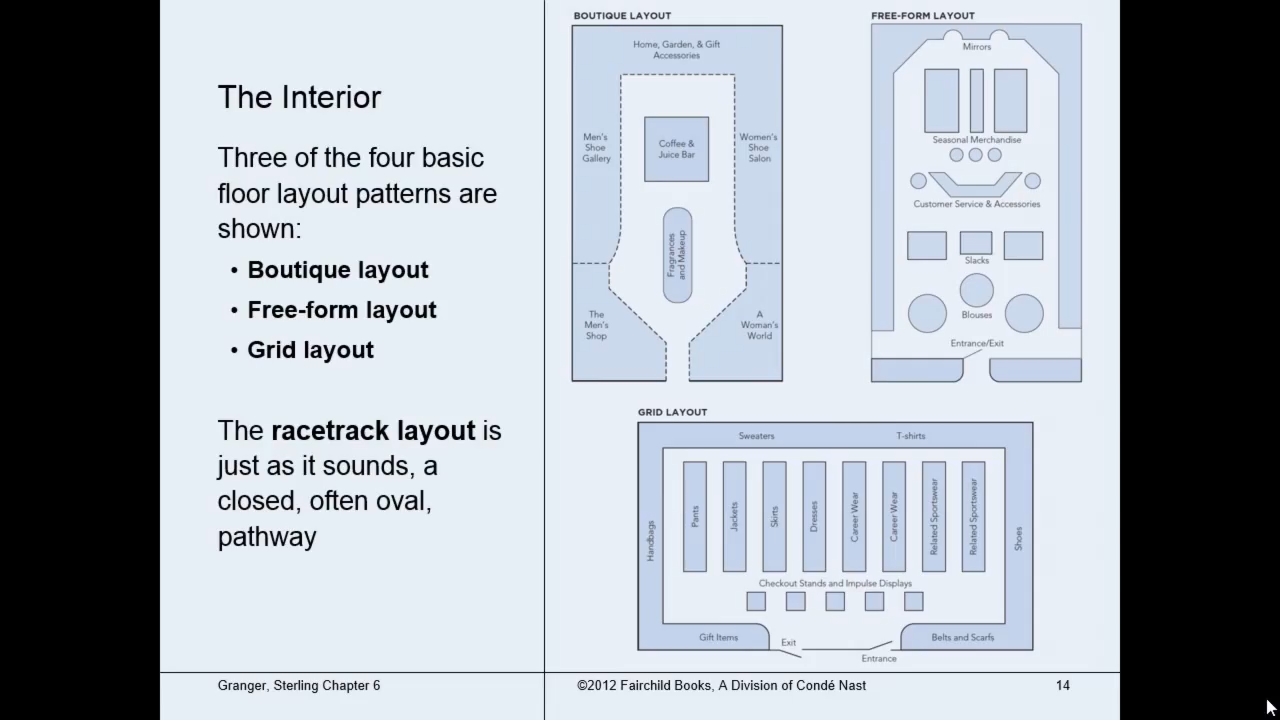 The Interior
Three of the four basic
floor layout patterns are
shown:
• Boutique layout
• Free-form layout
• Grid layout
The racetrack layout is
just as it sounds, a
closed, often oval,
pathway
BOUTIQUE LAYOUT
Home, Garden, & Gift
Accessories
Men's
Shoe
Gallery
Coffee &
Juice Bar
Women's
Shoe
Salon
Fragrances
and Makeup
The
Men's
Shop
A
Woman's
World
FREE-FORM LAYOUT
Mirrors
Seasonal Merchandise
Customer Service & Accessories
Slacks
Blouses
Entrance/Exit
GRID LAYOUT
Sweaters
T-shirts
Handbags
Pants
Jackets
Skirts
Dresses
Career Wear
Career Wear
Related Sportswear
Related Sportswear
Shoes
Checkout Stands and Impulse Displays
Gift Items
Exit
Entrance
Belts and Scarfs
Granger, Sterling Chapter 6
©2012 Fairchild Books, A Division of Condé Nast
14